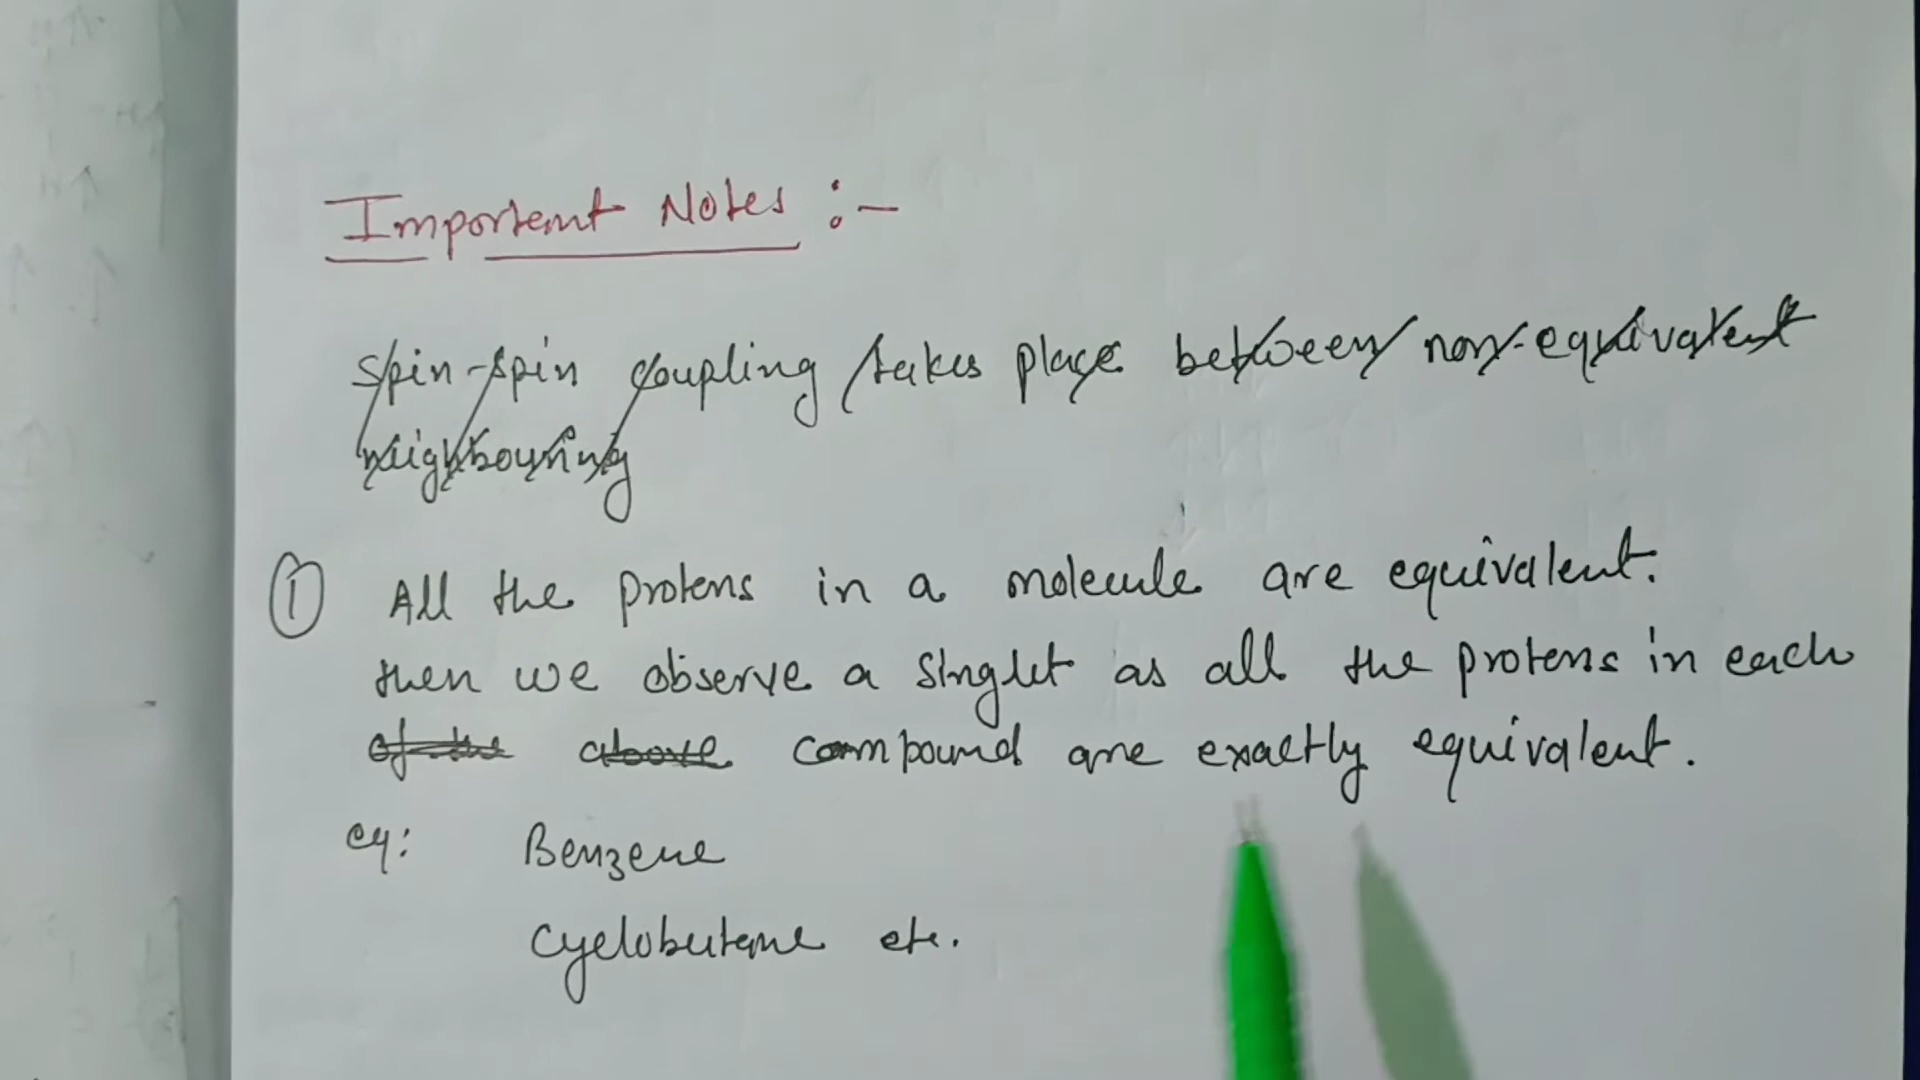 Important Notes :-
spin-spin coupling takes place between non-equivalent
neighbouring
① All the protons in a molecule are equivalent.
then we observe a singlet as all the protons in each
of the above compound are exactly equivalent.
eg: Benzene
cyclobutane etc.